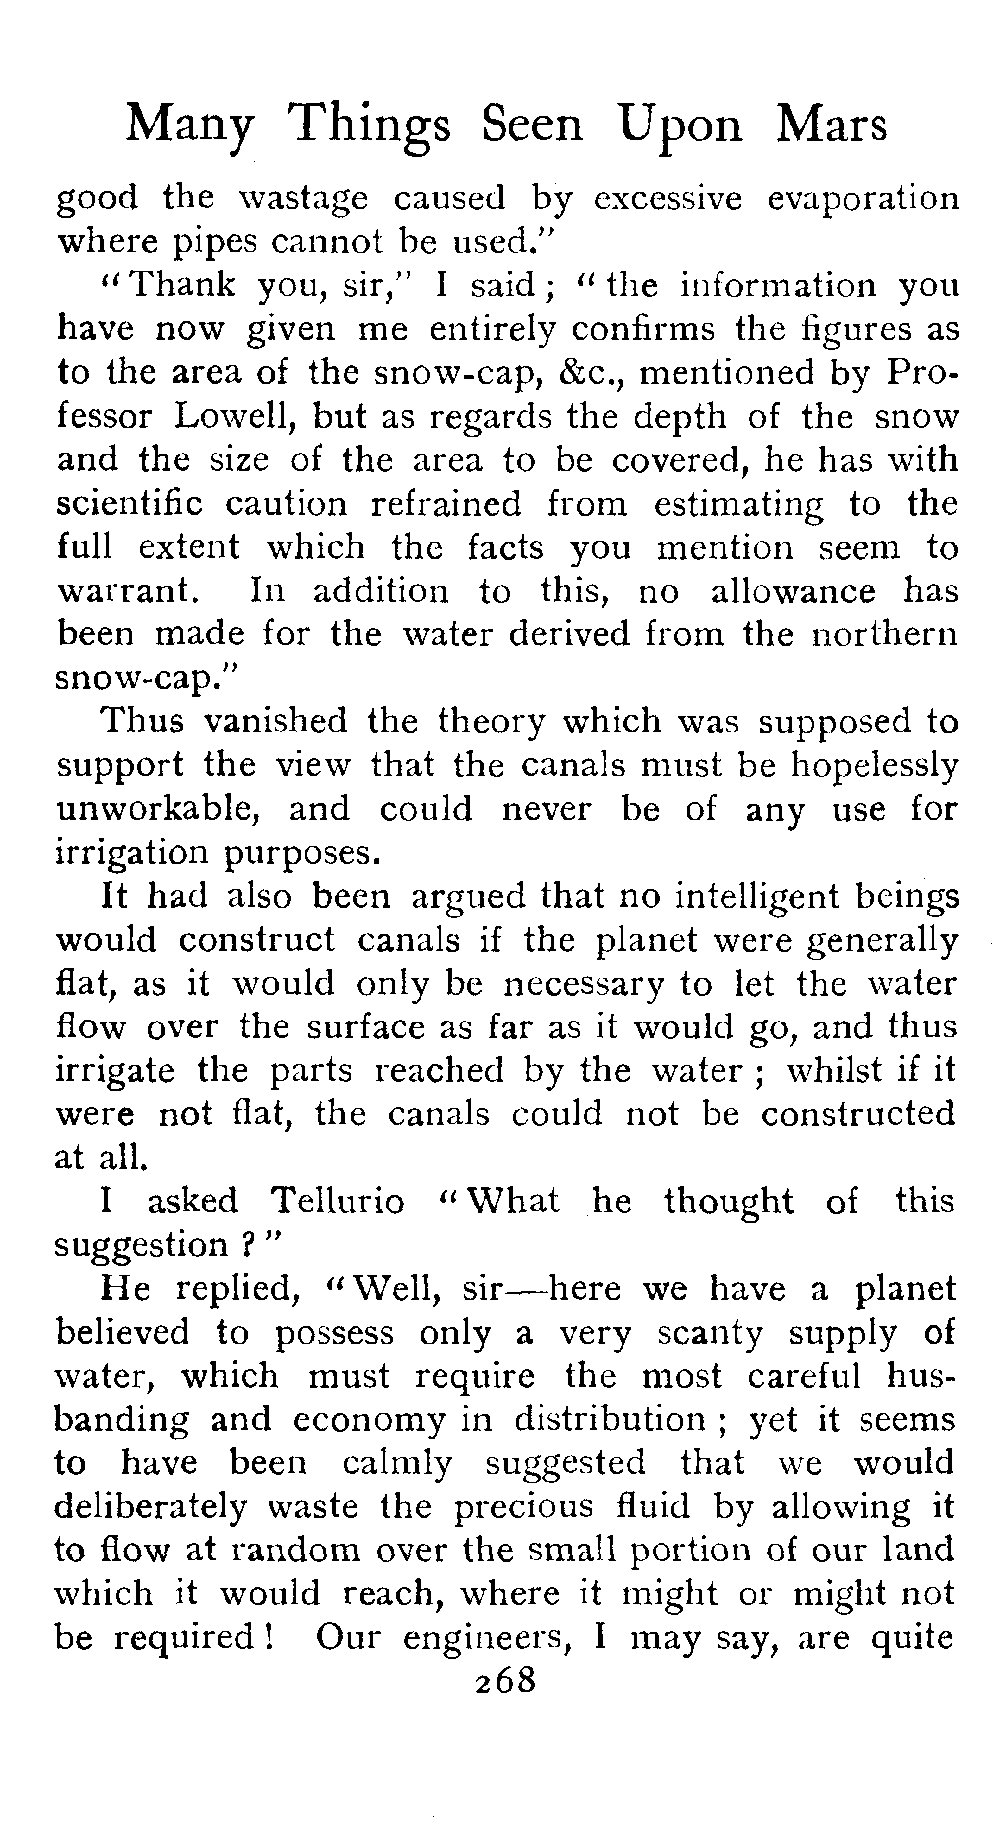 Many Things Seen Upon Mars
good the wastage caused by excessive evaporation
where pipes cannot be used."
"Thank you, sir," I said; "the information you
have now given me entirely confirms the figures as
to the area of the snow-cap, &c., mentioned by Pro-
fessor Lowell, but as regards the depth of the snow
and the size of the area to be covered, he has with
scientific caution refrained from estimating to the
full extent which the facts you mention seem to
warrant. In addition to this, no allowance has
been made for the water derived from the northern
snow-cap."
Thus vanished the theory which was supposed to
support the view that the canals must be hopelessly
unworkable, and could never be of any use for
irrigation purposes.
It had also been argued that no intelligent beings
would construct canals if the planet were generally
flat, as it would only be necessary to let the water
flow over the surface as far as it would go, and thus
irrigate the parts reached by the water; whilst if it
were not flat, the canals could not be constructed
at all.
I asked Tellurio "What he thought of this
suggestion?"
He replied, "Well, sir—here we have a planet
believed to possess only a very scanty supply of
water, which must require the most careful hus-
banding and economy in distribution; yet it seems
to have been calmly suggested that we would
deliberately waste the precious fluid by allowing it
to flow at random over the small portion of our land
which it would reach, where it might or might not
be required! Our engineers, I may say, are quite
268